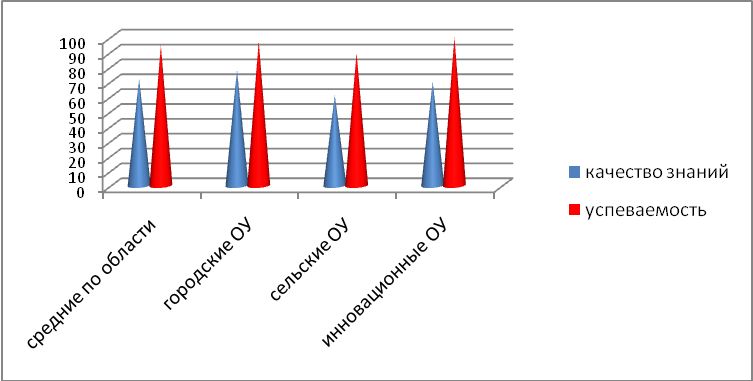 100
90
80
70
60
50
40
30
20
10
0
средние по области
городские ОУ
сельские ОУ
инновационные ОУ
качество знаний
успеваемость